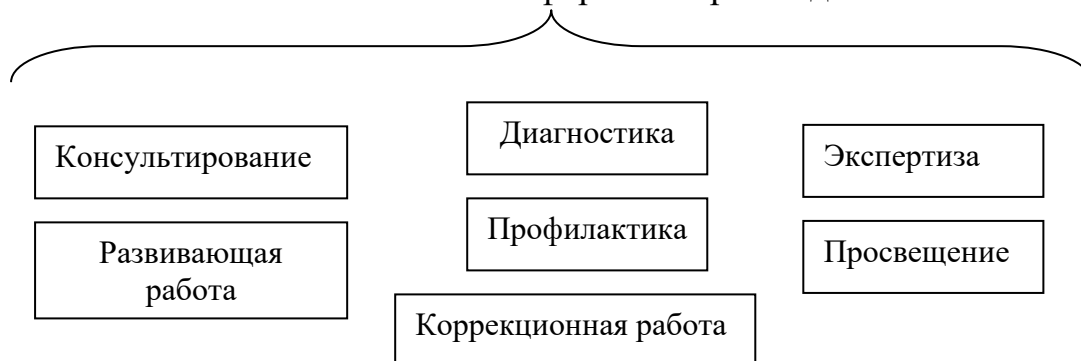 Консультирование
Диагностика
Экспертиза
Развивающая
работа
Профилактика
Просвещение
Коррекционная работа